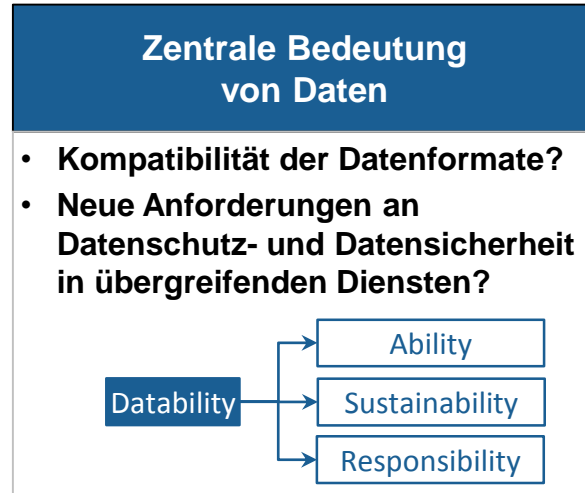 Zentrale Bedeutung
von Daten
• Kompatibilität der Datenformate?
• Neue Anforderungen an
Datenschutz- und Datensicherheit
in übergreifenden Diensten?
Ability
Datability
Sustainability
Responsibility